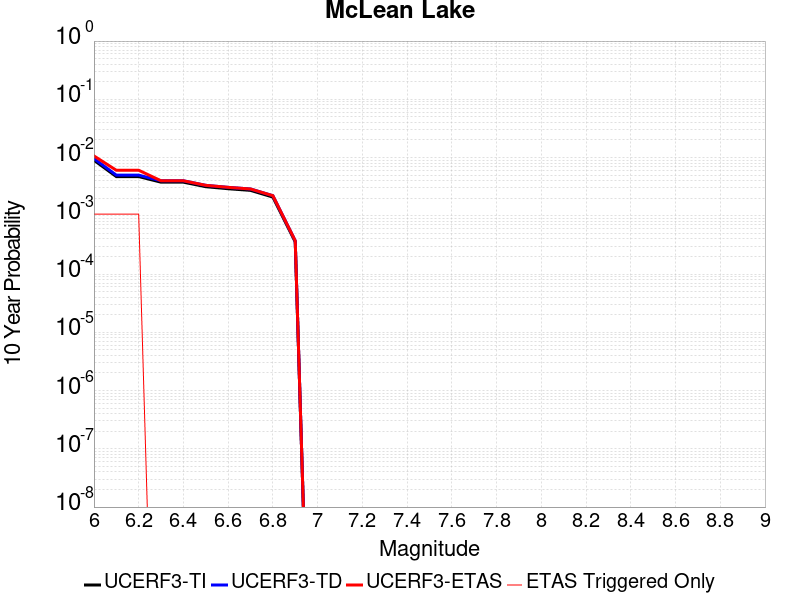 McLean Lake
10^0
10^-1
10^-2
10^-3
10^-4
10^-5
10^-6
10^-7
10^-8
10 Year Probability
6 6.2 6.4 6.6 6.8 7 7.2 7.4 7.6 7.8 8 8.2 8.4 8.6 8.8 9
Magnitude
UCERF3-TI UCERF3-TD UCERF3-ETAS ETAS Triggered Only